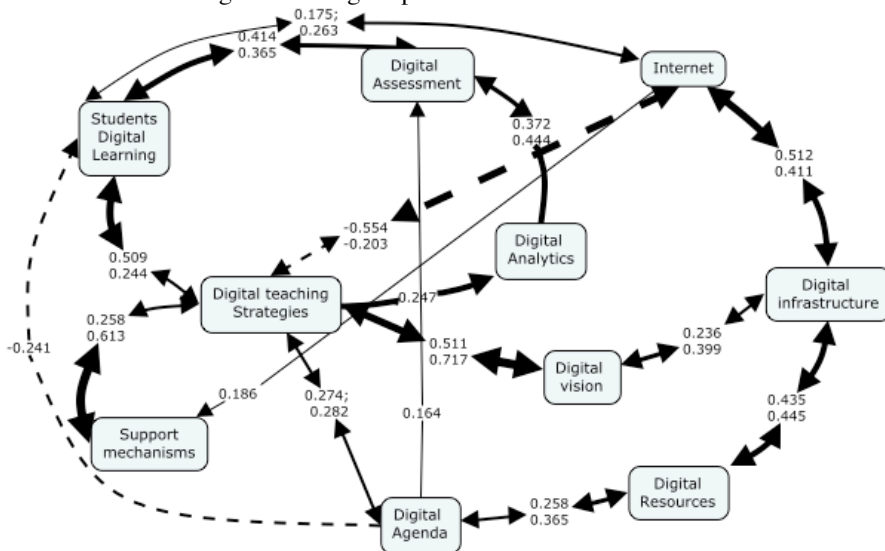 0.175;
0.263
0.414
0.365
Digital
Assessment
Internet
Students
Digital
Learning
0.372
0.444
0.512
0.411
-0.554
-0.203
Digital
Analytics
0.509
0.244
Digital teaching
Strategies
0.247
Digital
infrastructure
0.258
0.613
-0.241
0.511
0.717
0.236
0.399
Digital
vision
0.186
0.274;
0.282
0.164
0.435
0.445
Support
mechanisms
Digital
Resources
0.258
0.365
Digital
Agenda